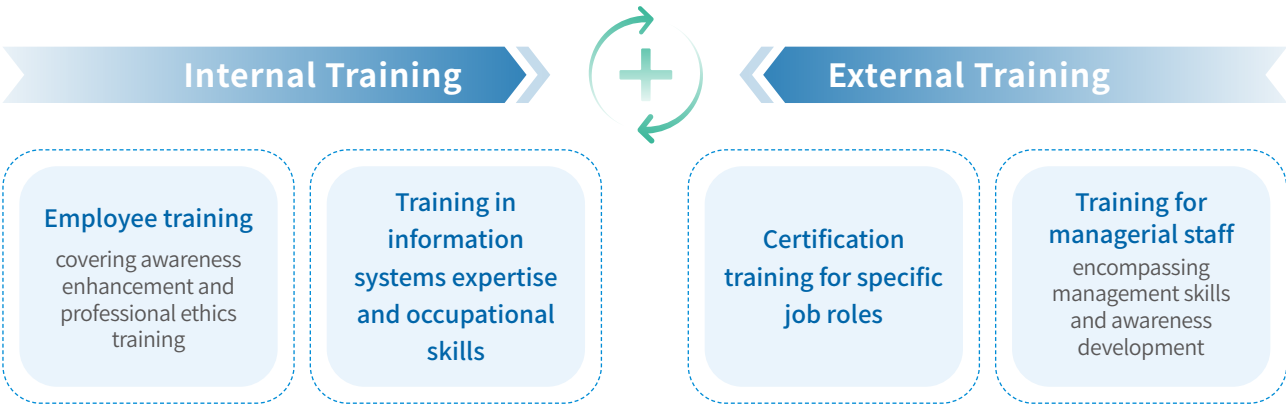 Internal Training
External Training
Employee training
covering awareness
enhancement and
professional ethics
training
Training in
information
systems expertise
and occupational
skills
Certification
training for specific
job roles
Training for
managerial staff
encompassing
management skills
and awareness
development